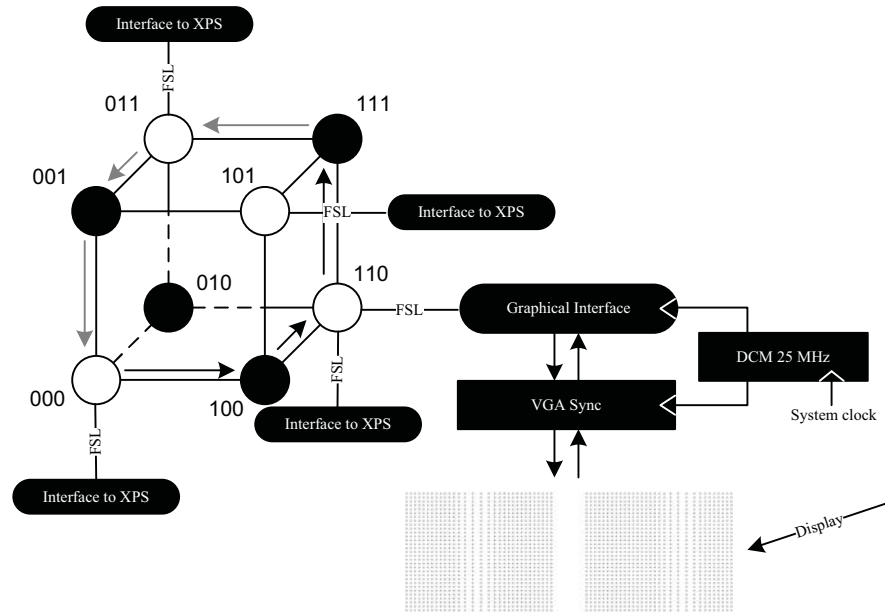 Interface to XPS
FSL
011
111
001
101
FSL
Interface to XPS
010
110
FSL
Graphical Interface
DCM 25 MHz
FSL
000
100
VGA Sync
System clock
Interface to XPS
FSL
Interface to XPS
Display